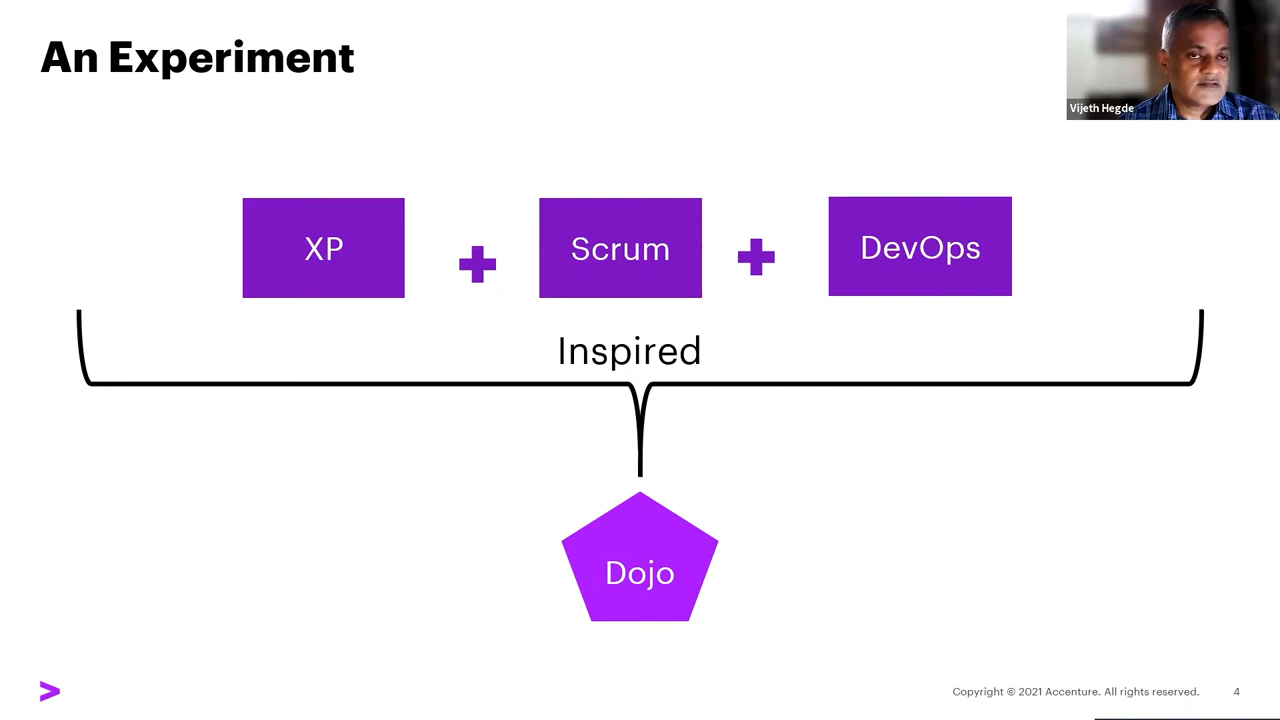 An Experiment
Vijeth Hegde
XP
Scrum
DevOps
Inspired
Dojo
Copyright © 2021 Accenture. All rights reserved.
4